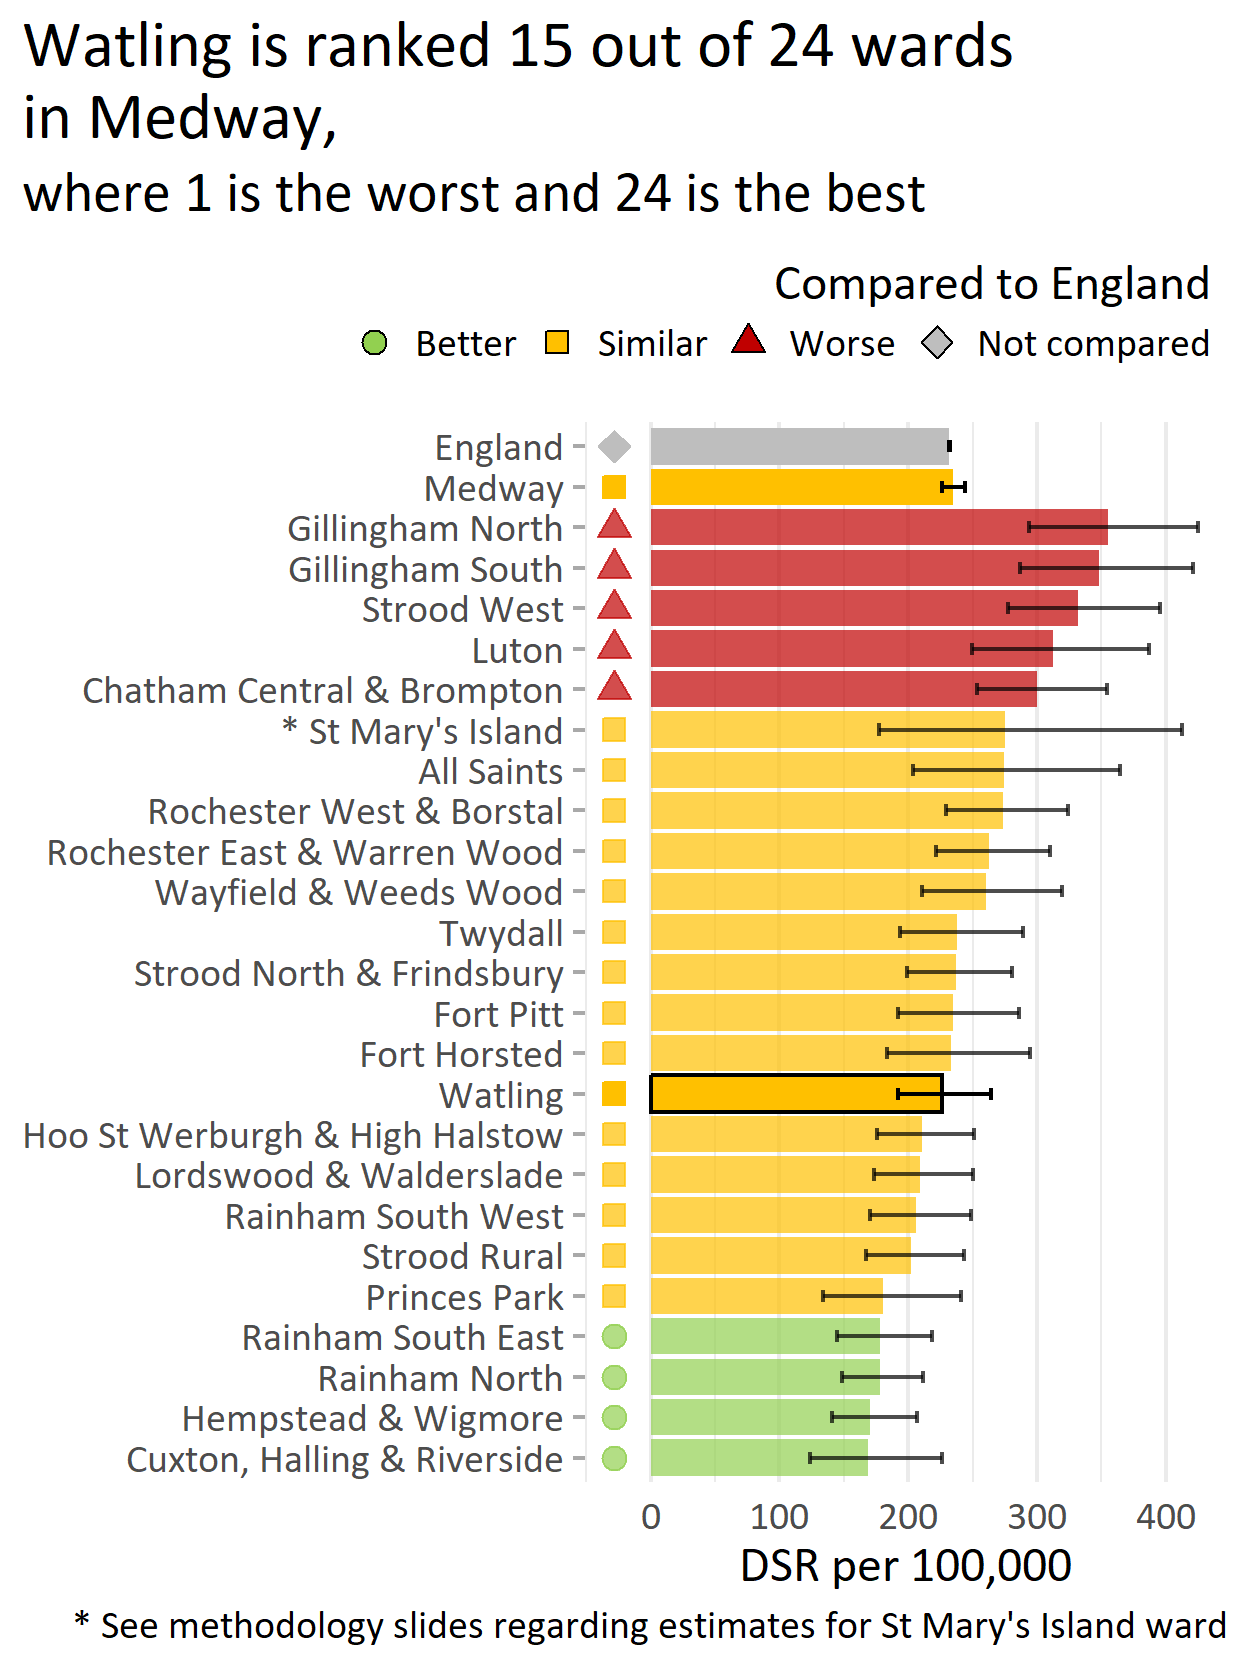 Watling is ranked 15 out of 24 wards
in Medway,
where 1 is the worst and 24 is the best
Compared to England
Better Similar Worse Not compared
England
Medway
Gillingham North
Gillingham South
Strood West
Luton
Chatham Central & Brompton
* St Mary's Island
All Saints
Rochester West & Borstal
Rochester East & Warren Wood
Wayfield & Weeds Wood
Twydall
Strood North & Frindsbury
Fort Pitt
Fort Horsted
Watling
Hoo St Werburgh & High Halstow
Lordswood & Walderslade
Rainham South West
Strood Rural
Princes Park
Rainham South East
Rainham North
Hempstead & Wigmore
Cuxton, Halling & Riverside
0 100 200 300 400
DSR per 100,000
* See methodology slides regarding estimates for St Mary's Island ward